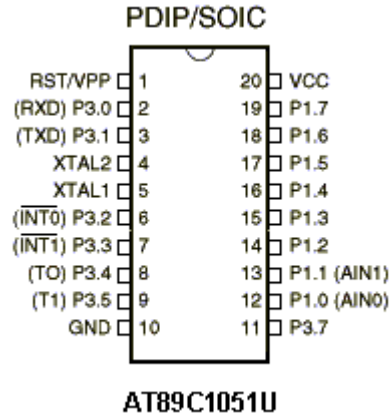 PDIP/SOIC
RST/VPP 1 20 VCC
(RXD) P3.0 2 19 P1.7
(TXD) P3.1 3 18 P1.6
XTAL2 4 17 P1.5
XTAL1 5 16 P1.4
(INT0) P3.2 6 15 P1.3
(INT1) P3.3 7 14 P1.2
(TO) P3.4 8 13 P1.1 (AIN1)
(T1) P3.5 9 12 P1.0 (AIN0)
GND 10 11 P3.7
AT89C1051U